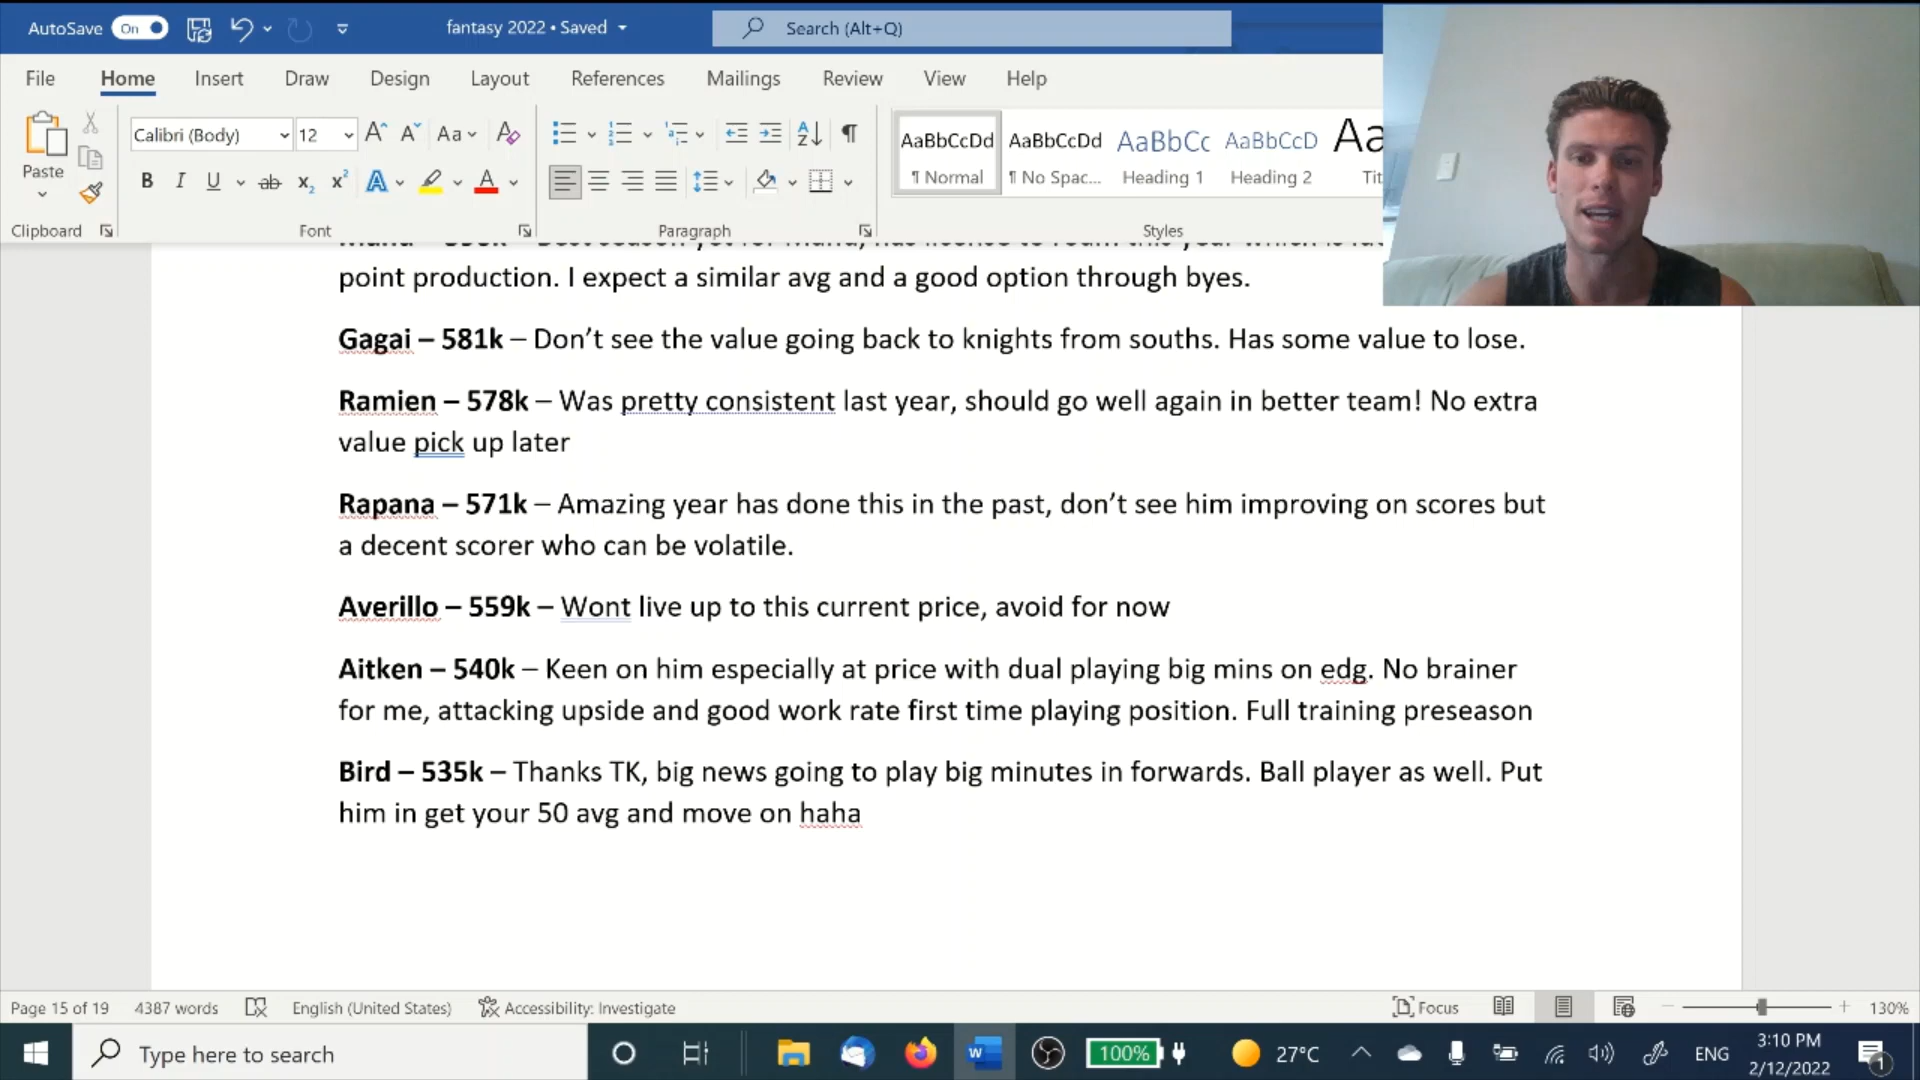 AutoSave On fantasy 2022 • Saved Search (Alt+Q)
File Home Insert Draw Design Layout References Mailings Review View Help
Paste
Calibri (Body) 12 Aa
AaBbCcDd AaBbCcDd AaBbCc AaBbCcD Aa
¶ Normal ¶ No Spac... Heading 1 Heading 2 Tit
Clipboard Font Paragraph Styles
point production. I expect a similar avg and a good option through byes.
Gagai – 581k – Don’t see the value going back to knights from souths. Has some value to lose.
Ramien – 578k – Was pretty consistent last year, should go well again in better team! No extra
value pick up later
Rapana – 571k – Amazing year has done this in the past, don’t see him improving on scores but
a decent scorer who can be volatile.
Averillo – 559k – Wont live up to this current price, avoid for now
Aitken – 540k – Keen on him especially at price with dual playing big mins on edg. No brainer
for me, attacking upside and good work rate first time playing position. Full training preseason
Bird – 535k – Thanks TK, big news going to play big minutes in forwards. Ball player as well. Put
him in get your 50 avg and move on haha
Page 15 of 19 4387 words English (United States) Accessibility: Investigate Focus 130%
Type here to search 100% 27°C ENG 3:10 PM
2/12/2022
1